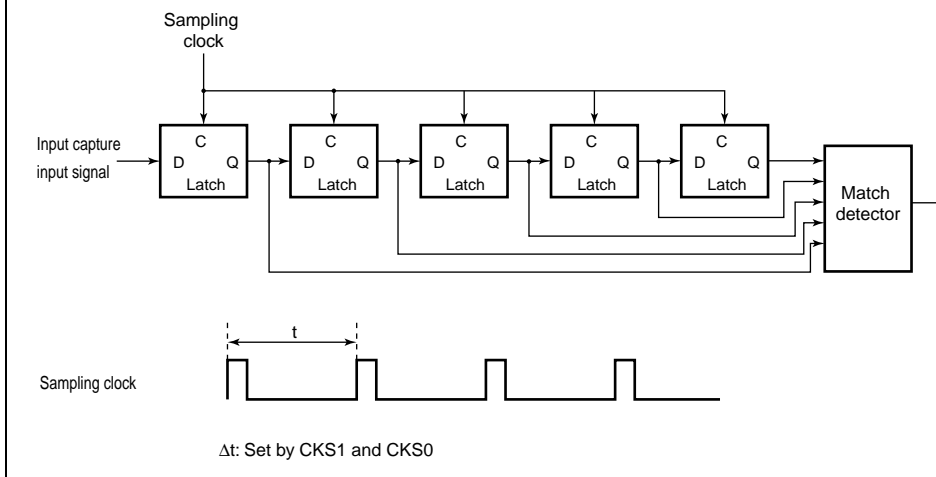 Sampling
clock
Input capture
input signal
C
D Q
Latch
C
D Q
Latch
C
D Q
Latch
C
D Q
Latch
C
D Q
Latch
Match
detector
t
Sampling clock
Δt: Set by CKS1 and CKS0